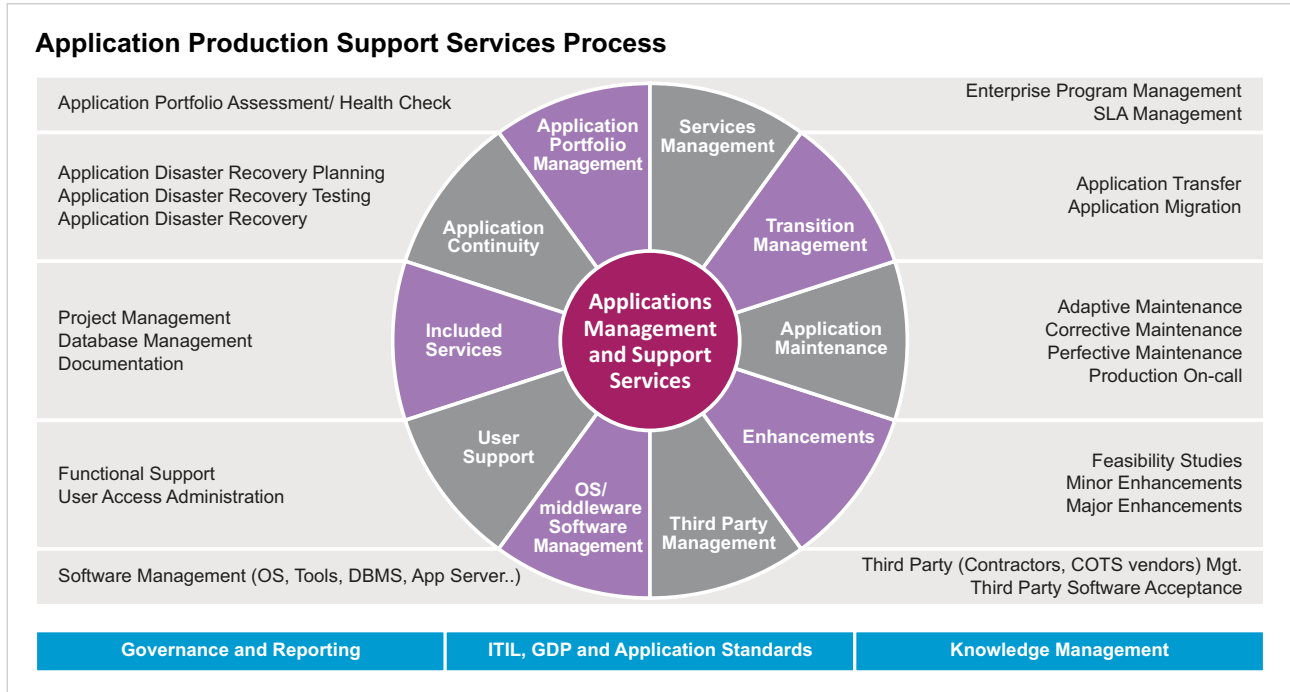 Application Production Support Services Process
Application Portfolio Assessment/ Health Check
Application Disaster Recovery Planning
Application Disaster Recovery Testing
Application Disaster Recovery
Project Management
Database Management
Documentation
Functional Support
User Access Administration
Software Management (OS, Tools, DBMS, App Server..)
Application
Portfolio
Management
Services
Management
Application
Continuity
Transition
Management
Included
Services
Applications
Management
and Support
Services
Application
Maintenance
User
Support
Enhancements
OS/
middleware
Software
Management
Third Party
Management
Enterprise Program Management
SLA Management
Application Transfer
Application Migration
Adaptive Maintenance
Corrective Maintenance
Perfective Maintenance
Production On-call
Feasibility Studies
Minor Enhancements
Major Enhancements
Third Party (Contractors, COTS vendors) Mgt.
Third Party Software Acceptance
Governance and Reporting
ITIL, GDP and Application Standards
Knowledge Management